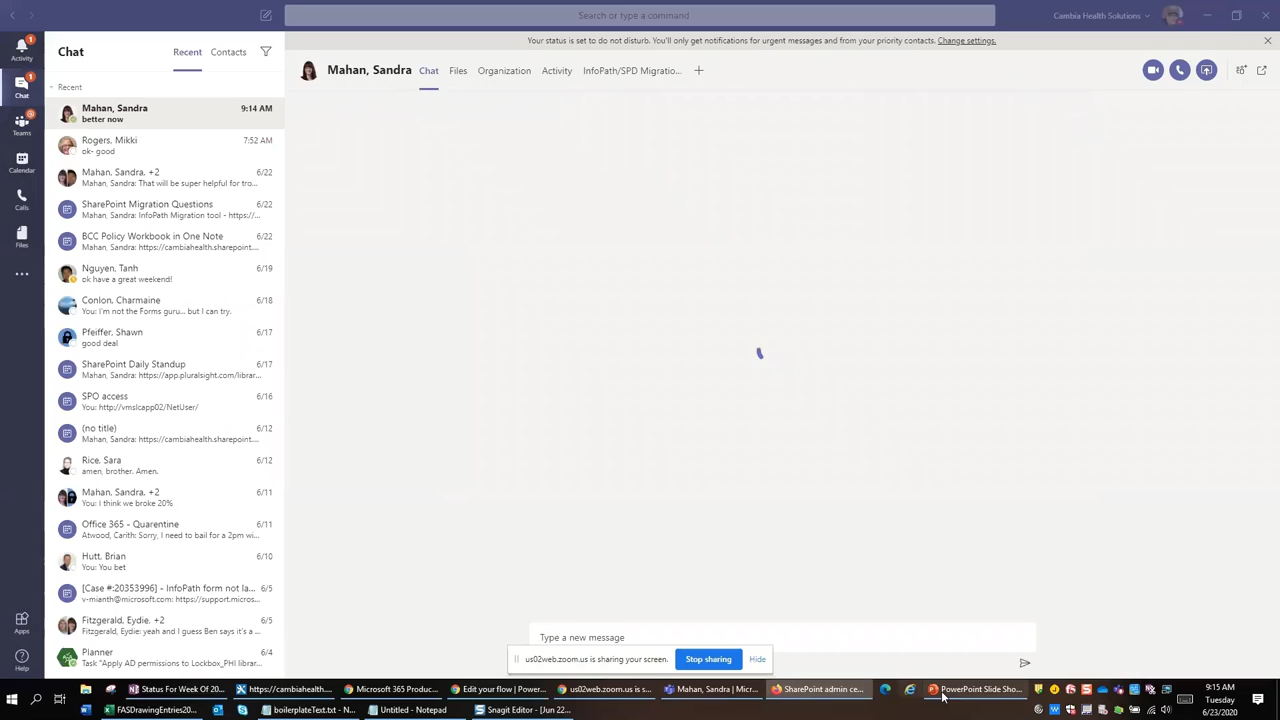 Search or type a command
Cambia Health Solutions
Your status is set to do not disturb. You'll only get notifications for urgent messages and from your priority contacts. Change settings.
Chat
Recent
Contacts
Mahan, Sandra
Chat
Files
Organization
Activity
InfoPath/SPD Migratio...
1
Activity
1
Chat
3
Teams
Calendar
Calls
Files
Apps
Help
Recent
Mahan, Sandra
9:14 AM
better now
Rogers, Mikki
7:52 AM
ok- good
Mahan, Sandra, +2
6/22
Mahan, Sandra: That will be super helpful for tro...
SharePoint Migration Questions
6/22
Mahan, Sandra: InfoPath Migration tool - https:/...
BCC Policy Workbook in One Note
6/22
Mahan, Sandra: https://cambiahealth.sharepoint....
Nguyen, Tanh
6/19
ok have a great weekend!
Conlon, Charmaine
6/18
You: I'm not the Forms guru... but I can try.
Pfeiffer, Shawn
6/17
good deal
SharePoint Daily Standup
6/17
Mahan, Sandra: https://app.pluralsight.com/librar...
SPO access
6/16
You: http://vmslcapp02/NetUser/
(no title)
6/12
Mahan, Sandra: https://cambiahealth.sharepoint....
Rice, Sara
6/12
amen, brother. Amen.
Mahan, Sandra, +2
6/11
You: I think we broke 20%
Office 365 - Quarentine
6/11
Atwood, Carith: Sorry, I need to bail for a 2pm wi...
Hutt, Brian
6/10
You: You bet
[Case #:20353996] - InfoPath form not la...
6/5
v-mianth@microsoft.com: https://support.micros...
Fitzgerald, Eydie, +2
6/5
Fitzgerald, Eydie: yeah and I guess Ben says it's a ...
Planner
6/4
Task "Apply AD permissions to Lockbox_PHI librar...
Type a new message
us02web.zoom.us is sharing your screen.
Stop sharing
Hide
Status For Week Of 20...
https://cambiahealth....
Microsoft 365 Produc...
Edit your flow | Power...
us02web.zoom.us is s...
Mahan, Sandra | Micr...
SharePoint admin ce...
PowerPoint Slide Sho...
FASDrawingEntries20...
boilerplateText.txt - N...
Untitled - Notepad
Snagit Editor - [Jun 22...
9:15 AM
Tuesday
6/23/2020